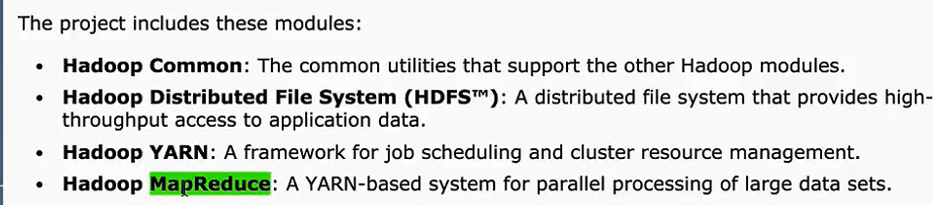 The project includes these modules:
• Hadoop Common: The common utilities that support the other Hadoop modules.
• Hadoop Distributed File System (HDFS™): A distributed file system that provides high-
throughput access to application data.
• Hadoop YARN: A framework for job scheduling and cluster resource management.
• Hadoop MapReduce: A YARN-based system for parallel processing of large data sets.